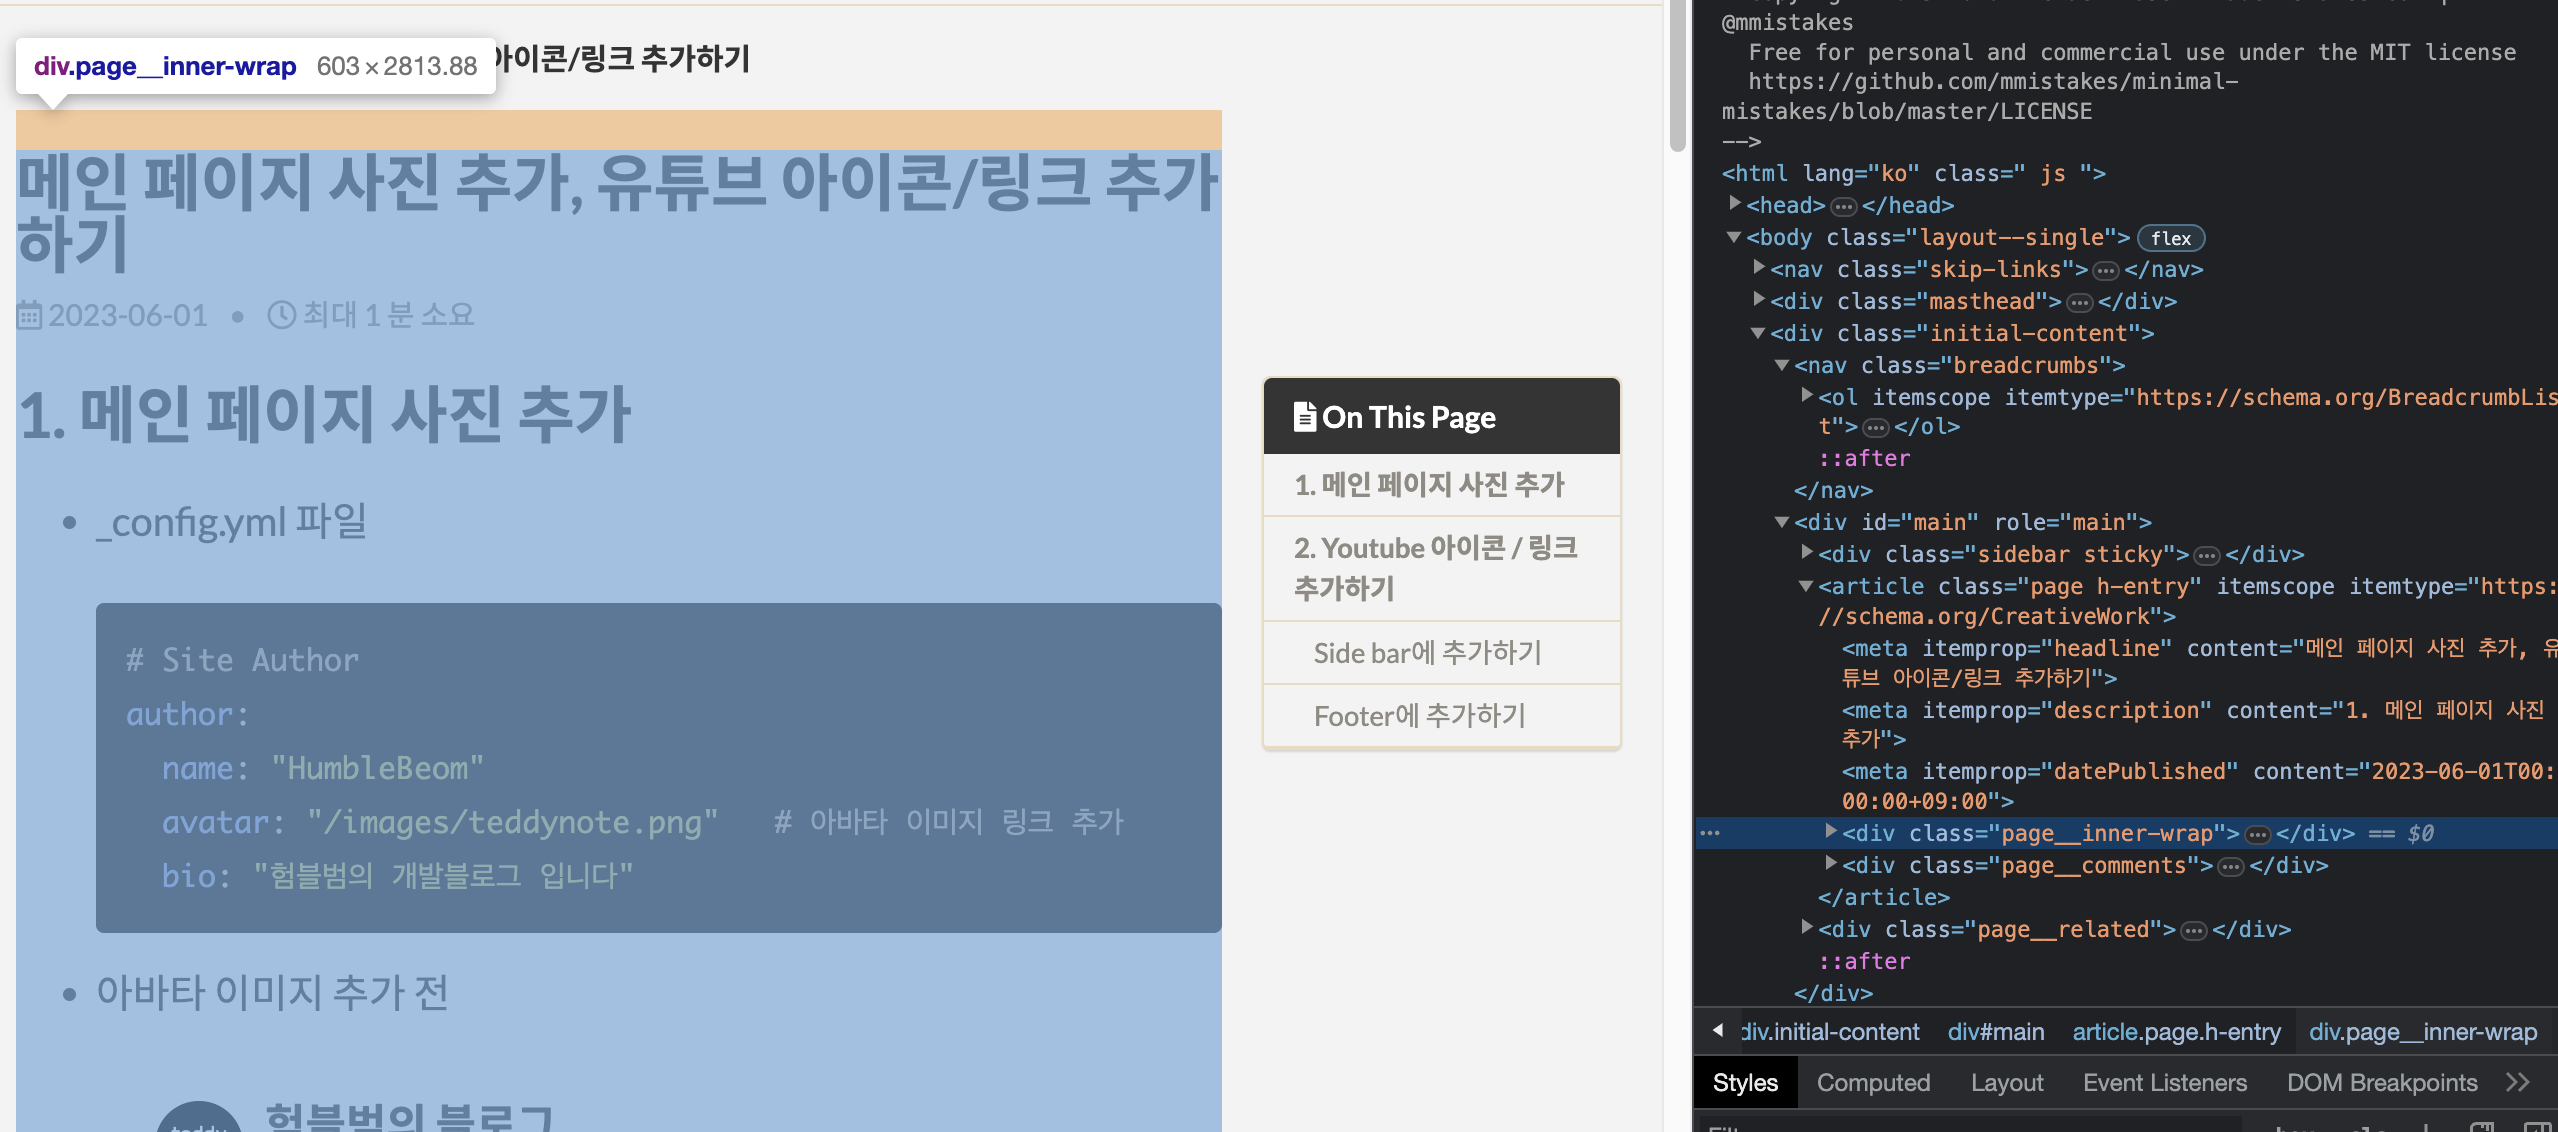 div.page__inner-wrap 603 × 2813.88
아이콘/링크 추가하기
메인 페이지 사진 추가, 유튜브 아이콘/링크 추가
하기
2023-06-01 • 최대 1 분 소요
1. 메인 페이지 사진 추가
• _config.yml 파일
# Site Author
author:
name: "HumbleBeom"
avatar: "/images/teddynote.png" # 아바타 이미지 링크 추가
bio: "험블범의 개발블로그 입니다"
• 아바타 이미지 추가 전
teddy
험블범의 블로그
On This Page
1. 메인 페이지 사진 추가
2. Youtube 아이콘 / 링크
추가하기
Side bar에 추가하기
Footer에 추가하기
@mmistakes
Free for personal and commercial use under the MIT license
https://github.com/mmistakes/minimal-
mistakes/blob/master/LICENSE
-->
<html lang="ko" class=" js ">
<head>…</head>
<body class="layout--single"> flex
<nav class="skip-links">…</nav>
<div class="masthead">…</div>
<div class="initial-content">
<nav class="breadcrumbs">
<ol itemscope itemtype="https://schema.org/BreadcrumbLis
t">…</ol>
::after
</nav>
<div id="main" role="main">
<div class="sidebar sticky">…</div>
<article class="page h-entry" itemscope itemtype="https:
//schema.org/CreativeWork">
<meta itemprop="headline" content="메인 페이지 사진 추가, 유
튜브 아이콘/링크 추가하기">
<meta itemprop="description" content="1. 메인 페이지 사진
추가">
<meta itemprop="datePublished" content="2023-06-01T00:
00:00+09:00">
… <div class="page__inner-wrap">…</div> == $0
<div class="page__comments">…</div>
</article>
<div class="page__related">…</div>
::after
</div>
div.initial-content div#main article.page.h-entry div.page__inner-wrap
Styles Computed Layout Event Listeners DOM Breakpoints >>